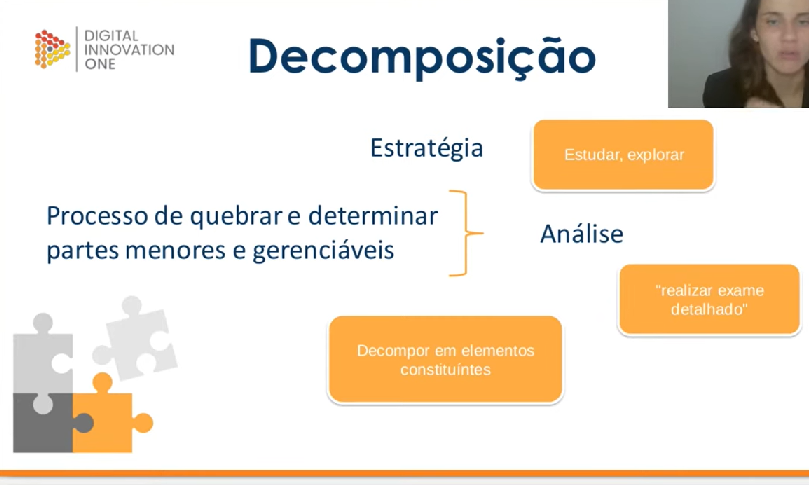 DIGITAL
INNOVATION
ONE
Decomposição
Estratégia
Estudar, explorar
Processo de quebrar e determinar
partes menores e gerenciáveis
Análise
"realizar exame
detalhado"
Decompor em elementos
constituíntes